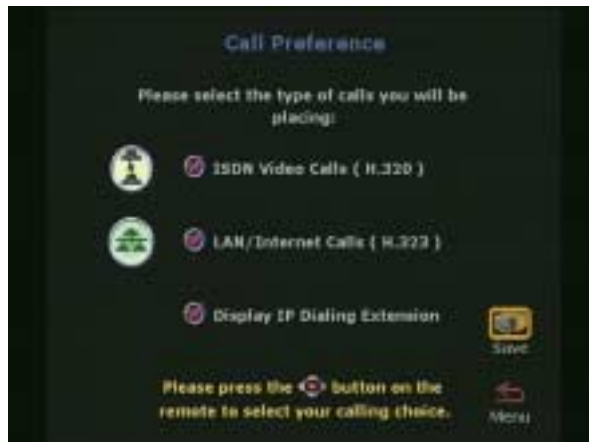 Call Preference
Please select the type of calls you will be
placing:
ISDN Video Calls ( H.320 )
LAN/Internet Calls ( H.323 )
Display IP Dialing Extension
Save
Please press the button on the
remote to select your calling choice.
Menu